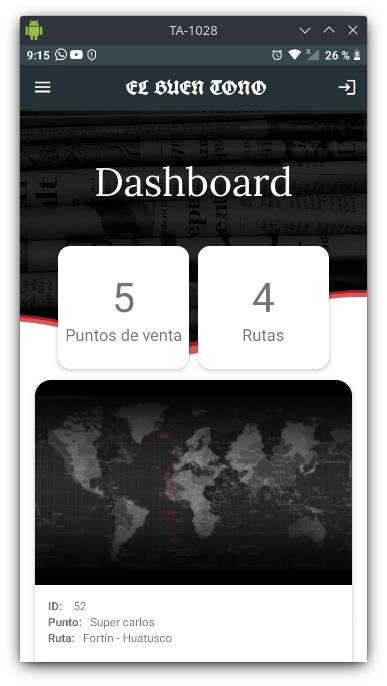 TA-1028
9:15
26 %
EL BUEN TONO
Dashboard
5
Puntos de venta
4
Rutas
ID: 52
Punto: Super carlos
Ruta: Fortín - Huatusco